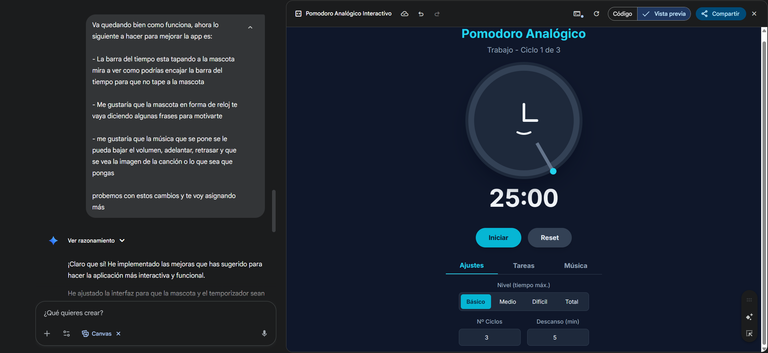 Va quedando bien como funciona, ahora lo
siguiente a hacer para mejorar la app es:
- La barra del tiempo esta tapando a la mascota
mira a ver como podrías encajar la barra del
tiempo para que no tape a la mascota
- Me gustaría que la mascota en forma de reloj te
vaya diciendo algunas frases para motivarte
- me gustaría que la música que se pone se le
pueda bajar el volumen, adelantar, retrasar y que
se vea la imagen de la canción o lo que sea que
pongas
probemos con estos cambios y te voy asignando
más
Ver razonamiento
¡Claro que sí! He implementado las mejoras que has sugerido para
hacer la aplicación más interactiva y funcional.
He ajustado la interfaz para que la mascota y el temporizador sean
¿Qué quieres crear?
Canvas
Pomodoro Analógico Interactivo
Código
Vista previa
Compartir
Pomodoro Analógico
Trabajo - Ciclo 1 de 3
25:00
Iniciar
Reset
Ajustes
Tareas
Música
Nivel (tiempo máx.)
Básico
Medio
Difícil
Total
Nº Ciclos
Descanso (min)
3
5